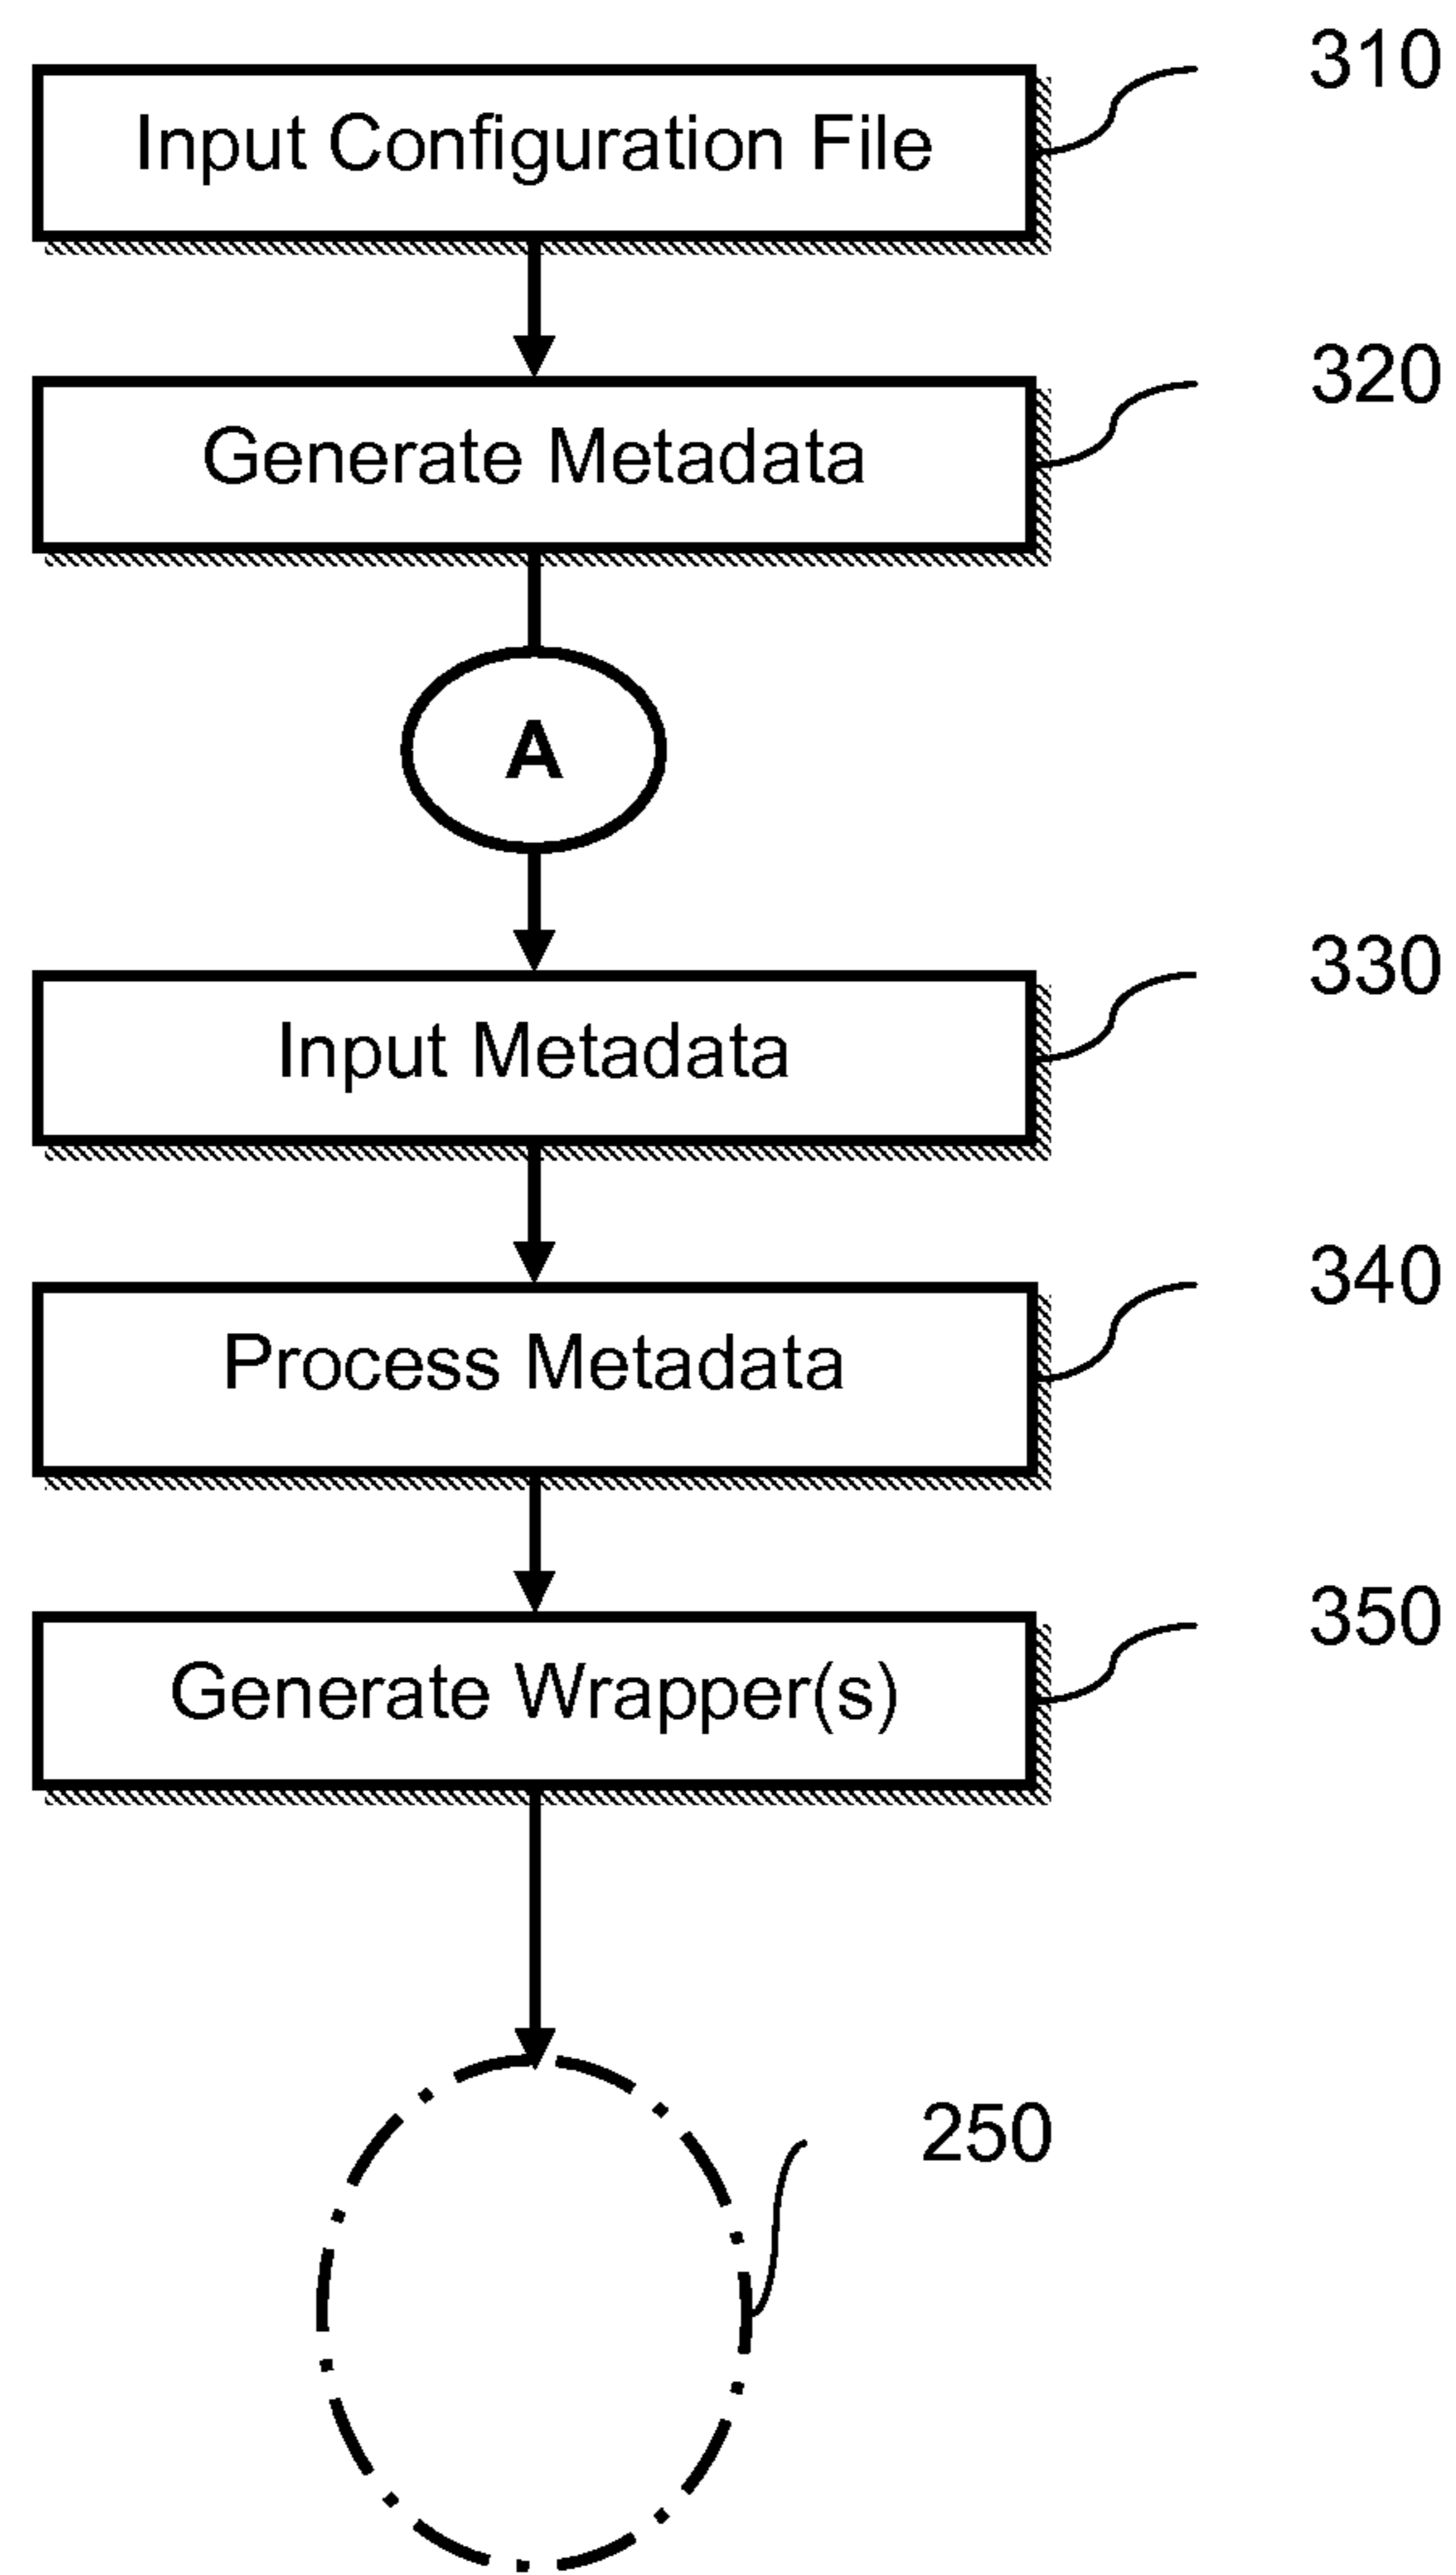 310
Input Configuration File
320
Generate Metadata
A
330
Input Metadata
340
Process Metadata
350
Generate Wrapper(s)
250